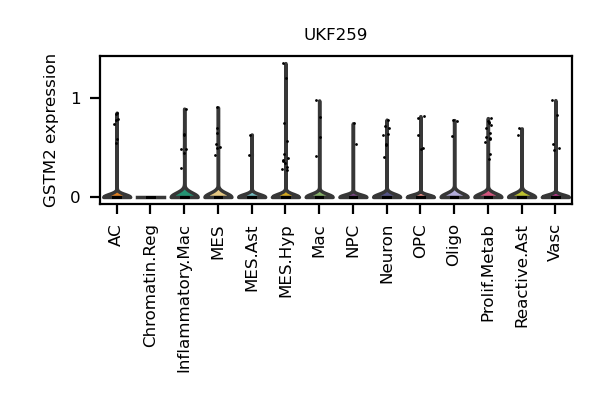 UKF259
GSTM2 expression
1
0
AC
Chromatin.Reg
Inflammatory.Mac
MES
MES.Ast
MES.Hyp
Mac
NPC
Neuron
OPC
Oligo
Prolif.Metab
Reactive.Ast
Vasc